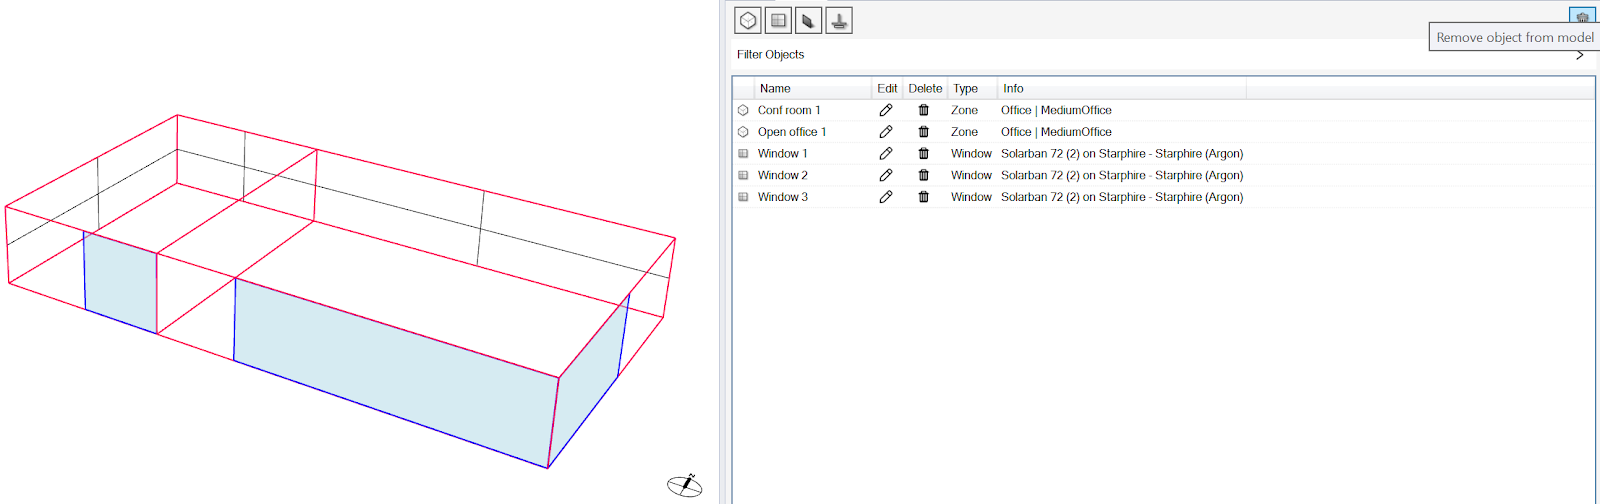 Remove object from model
Filter Objects
Name Edit Delete Type Info
Conf room 1 Zone Office | MediumOffice
Open office 1 Zone Office | MediumOffice
Window 1 Window Solarban 72 (2) on Starphire - Starphire (Argon)
Window 2 Window Solarban 72 (2) on Starphire - Starphire (Argon)
Window 3 Window Solarban 72 (2) on Starphire - Starphire (Argon)
N